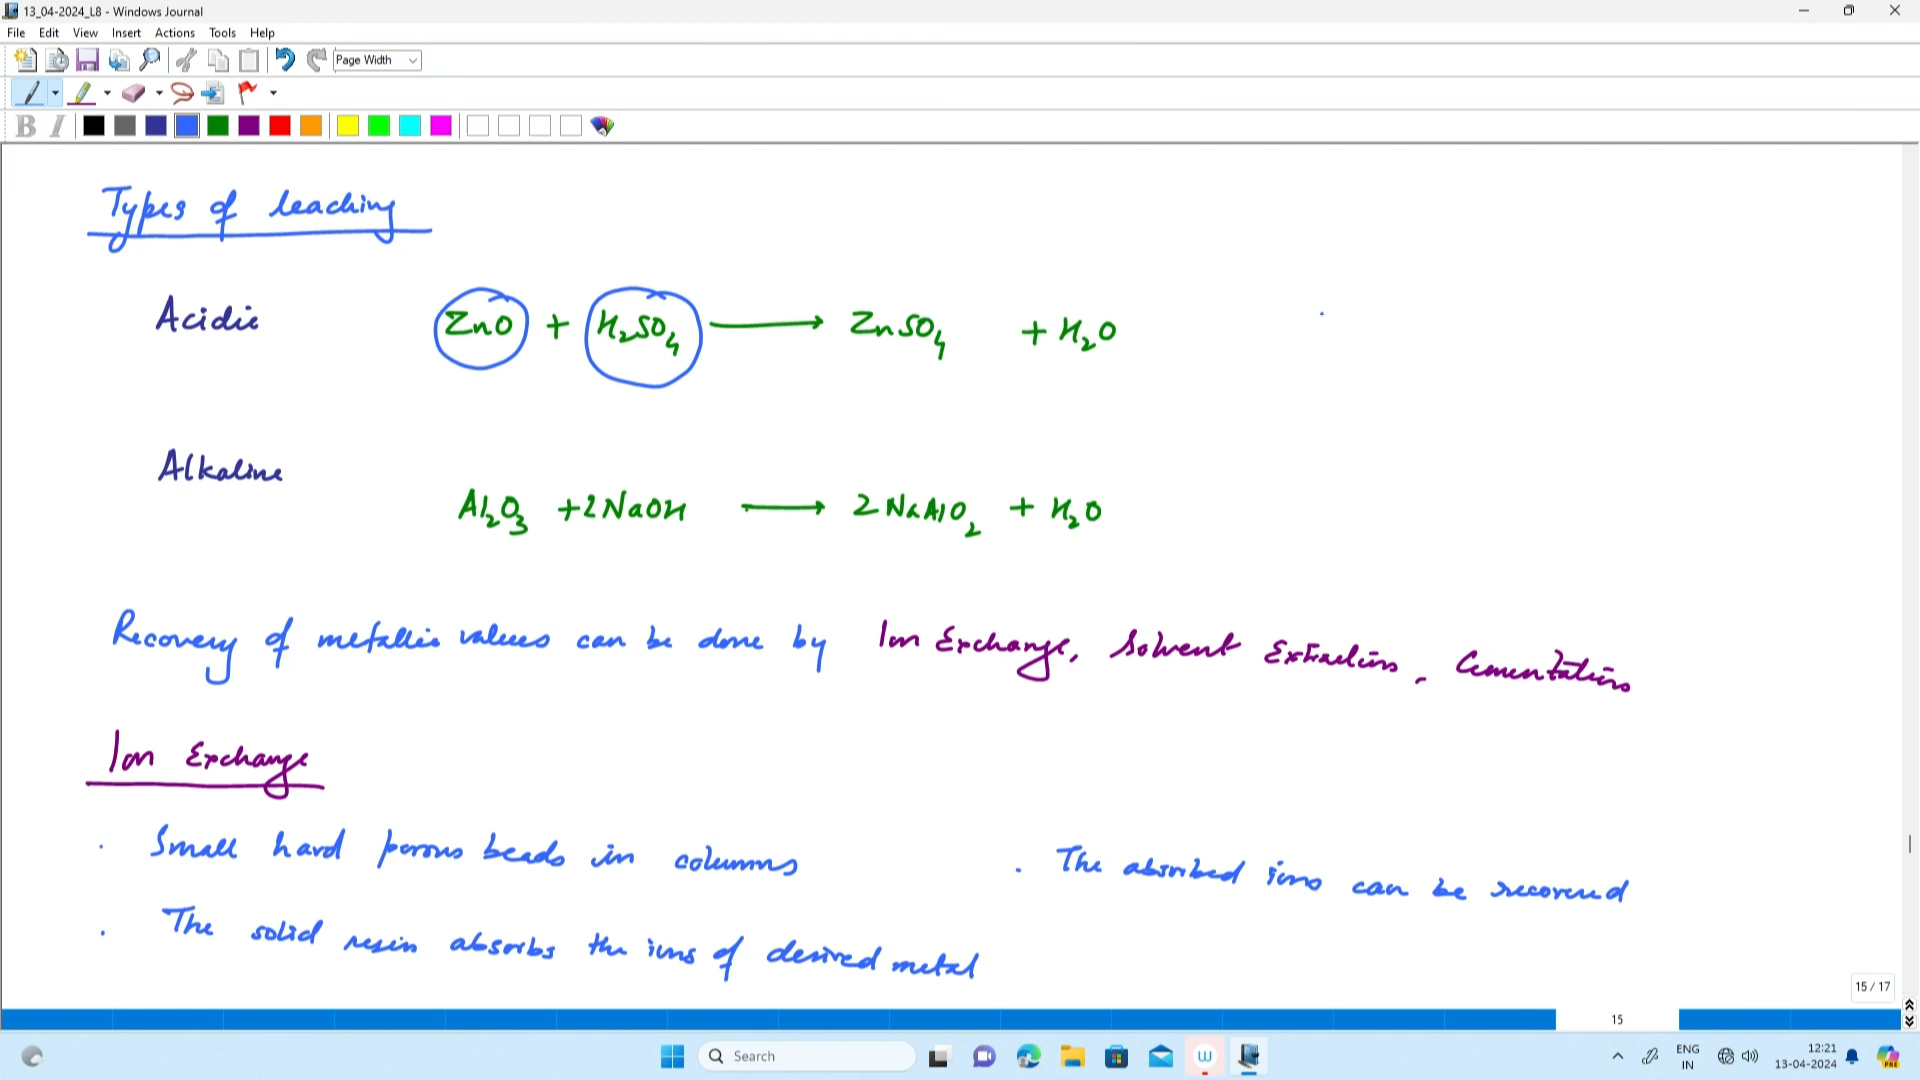 13_04-2024_L8 - Windows Journal
File Edit View Insert Actions Tools Help
Page Width
B I
Types of leaching
Acidic ZnO + H₂SO₄ ⟶ ZnSO₄ + H₂O
Alkaline
Al₂O₃ + 2NaOH ⟶ 2NaAlO₂ + H₂O
Recovery of metallic values can be done by Ion Exchange, Solvent Extraction, Cementation
Ion Exchange
. Small hard porous beads in columns
. The absorbed ions can be recovered
. The solid resin absorbs the ions of desired metal
15 / 17
15
Search
ENG
IN
12:21
13-04-2024